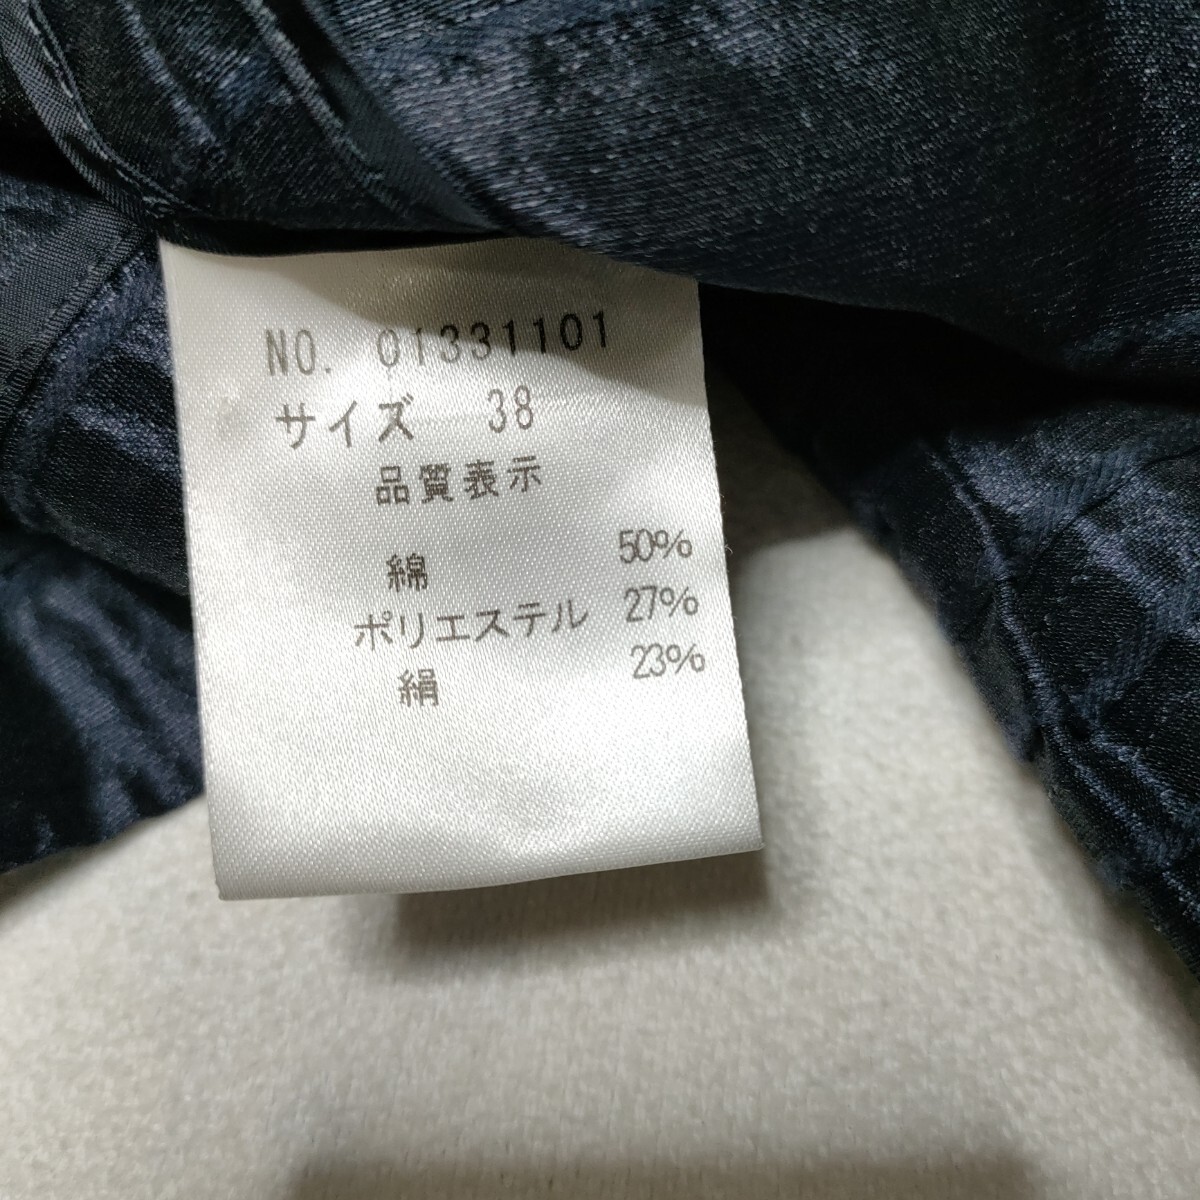 NO. 01331101
サイズ 38
品質表示
綿 50%
ポリエステル 27%
絹 23%